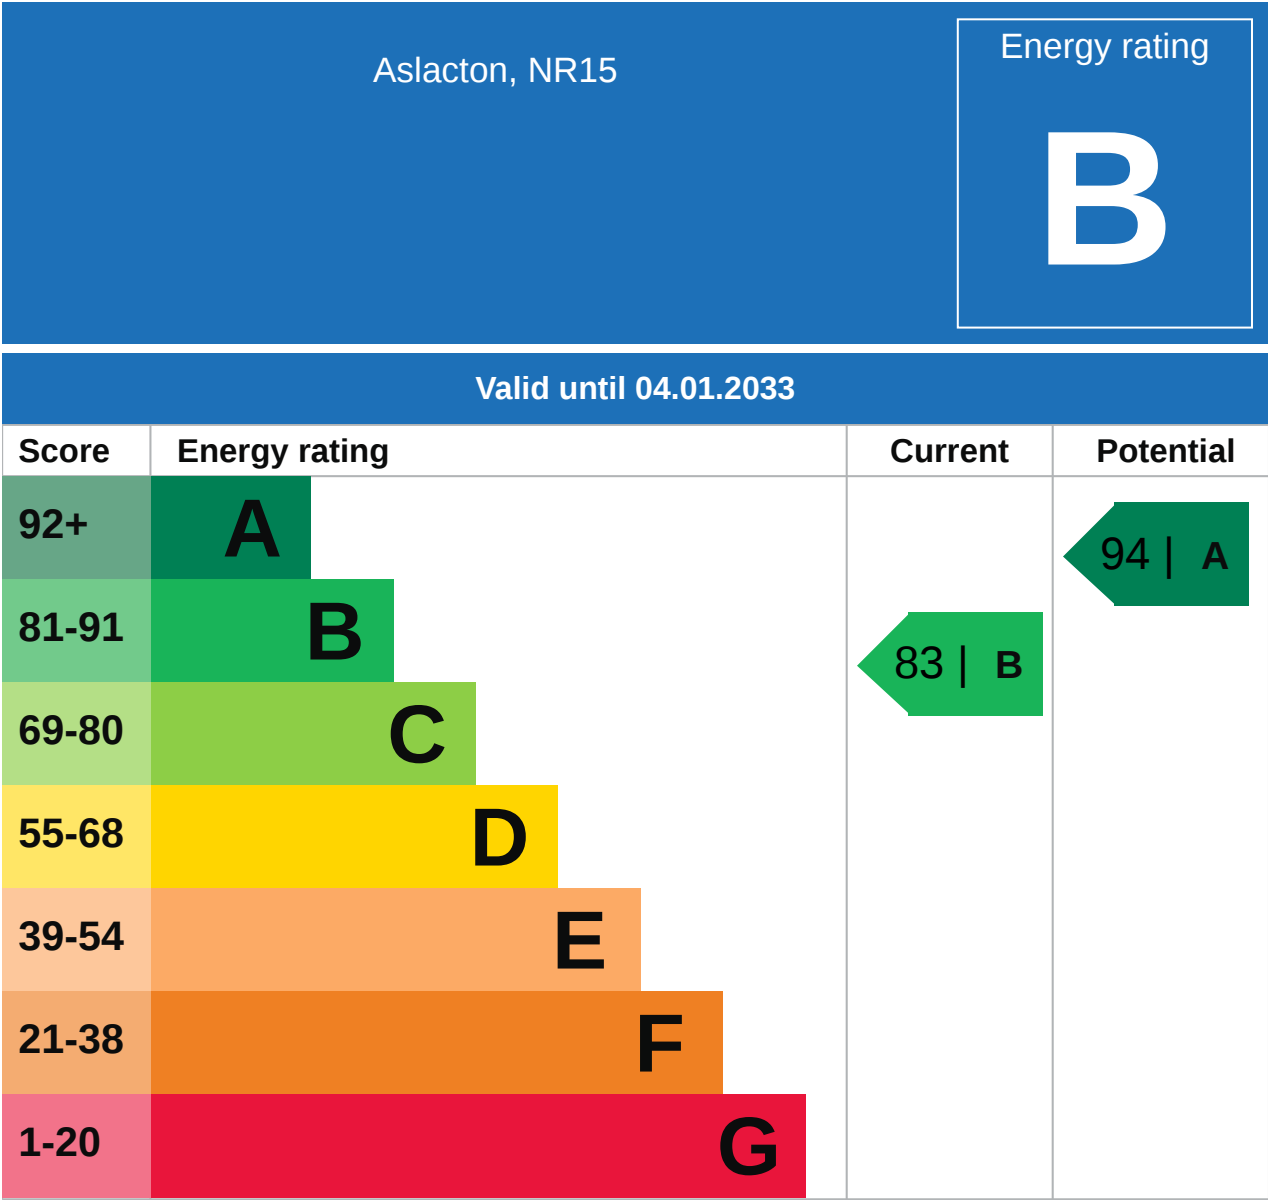 Aslacton, NR15
Energy rating
B
Valid until 04.01.2033
Score Energy rating Current Potential
92+ A 94 | A
81-91 B 83 | B
69-80 C
55-68 D
39-54 E
21-38 F
1-20 G